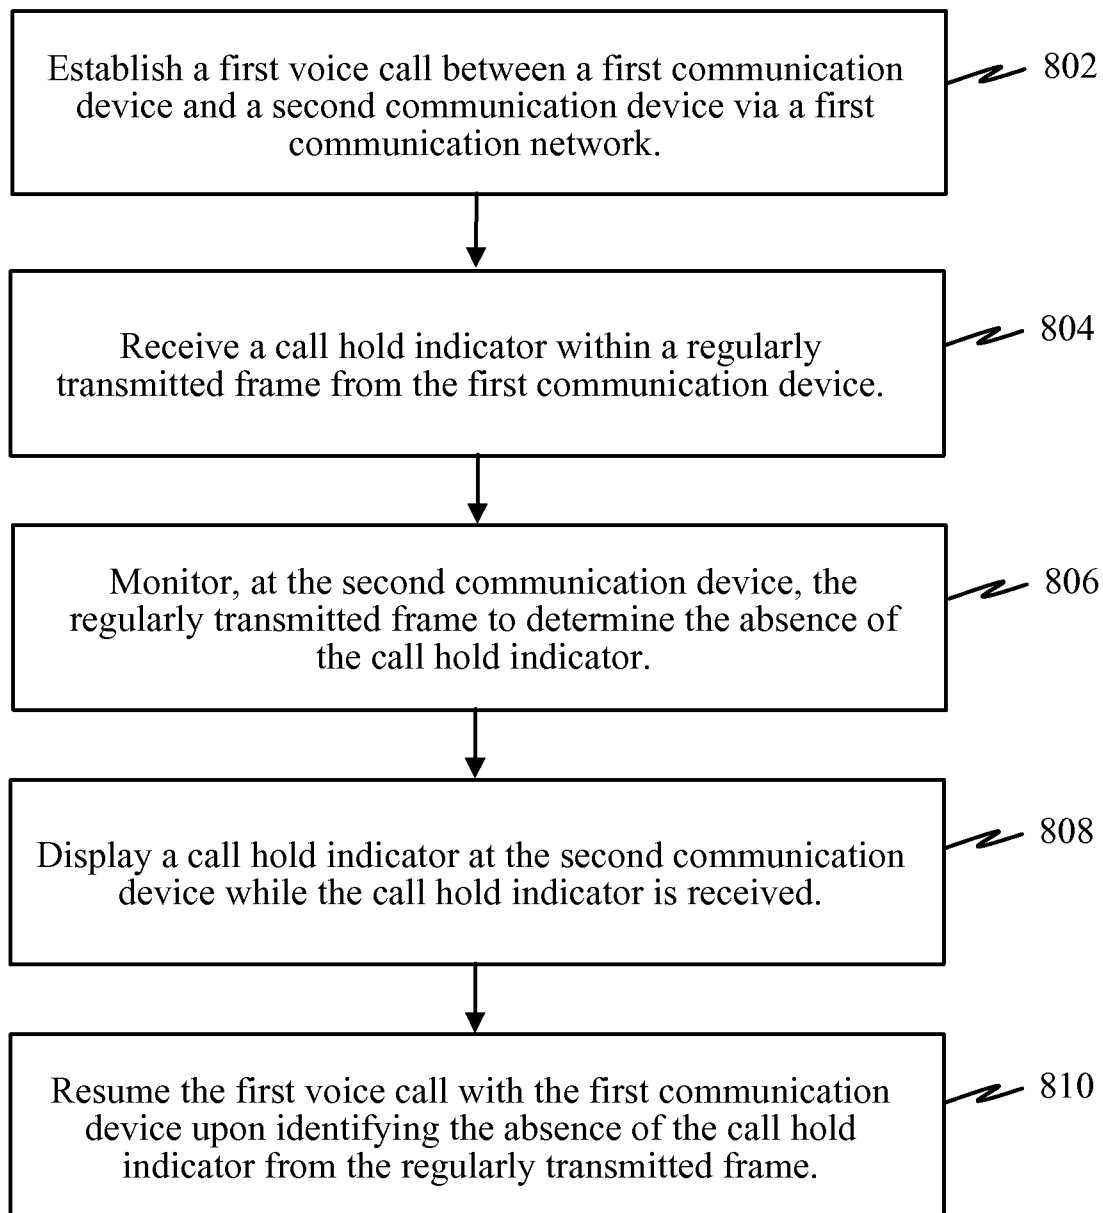 Establish a first voice call between a first communication
device and a second communication device via a first
communication network.
802
Receive a call hold indicator within a regularly
transmitted frame from the first communication device.
804
Monitor, at the second communication device, the
regularly transmitted frame to determine the absence of
the call hold indicator.
806
Display a call hold indicator at the second communication
device while the call hold indicator is received.
808
Resume the first voice call with the first communication
device upon identifying the absence of the call hold
indicator from the regularly transmitted frame.
810